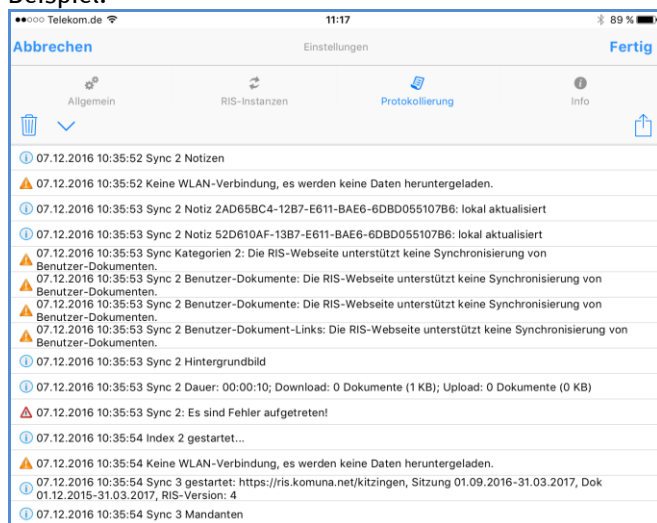 Beispiel:
●●○○○ Telekom.de 11:17 89 %
Abbrechen Einstellungen Fertig
Allgemein RIS-Instanzen Protokollierung Info
07.12.2016 10:35:52 Sync 2 Notizen
07.12.2016 10:35:52 Keine WLAN-Verbindung, es werden keine Daten heruntergeladen.
07.12.2016 10:35:53 Sync 2 Notiz 2AD65BC4-12B7-E611-BAE6-6DBD055107B6: lokal aktualisiert
07.12.2016 10:35:53 Sync 2 Notiz 52D610AF-13B7-E611-BAE6-6DBD055107B6: lokal aktualisiert
07.12.2016 10:35:53 Sync Kategorien 2: Die RIS-Webseite unterstützt keine Synchronisierung von
Benutzer-Dokumenten.
07.12.2016 10:35:53 Sync 2 Benutzer-Dokumente: Die RIS-Webseite unterstützt keine Synchronisierung von
Benutzer-Dokumenten.
07.12.2016 10:35:53 Sync 2 Benutzer-Dokumente: Die RIS-Webseite unterstützt keine Synchronisierung von
Benutzer-Dokumenten.
07.12.2016 10:35:53 Sync 2 Benutzer-Dokument-Links: Die RIS-Webseite unterstützt keine Synchronisierung von
Benutzer-Dokumenten.
07.12.2016 10:35:53 Sync 2 Hintergrundbild
07.12.2016 10:35:53 Sync 2 Dauer: 00:00:10; Download: 0 Dokumente (1 KB); Upload: 0 Dokumente (0 KB)
07.12.2016 10:35:53 Sync 2: Es sind Fehler aufgetreten!
07.12.2016 10:35:54 Index 2 gestartet...
07.12.2016 10:35:54 Keine WLAN-Verbindung, es werden keine Daten heruntergeladen.
07.12.2016 10:35:54 Sync 3 gestartet: https://ris.komuna.net/kitzingen, Sitzung 01.09.2016-31.03.2017, Dok
01.12.2015-31.03.2017, RIS-Version: 4
07.12.2016 10:35:54 Sync 3 Mandanten